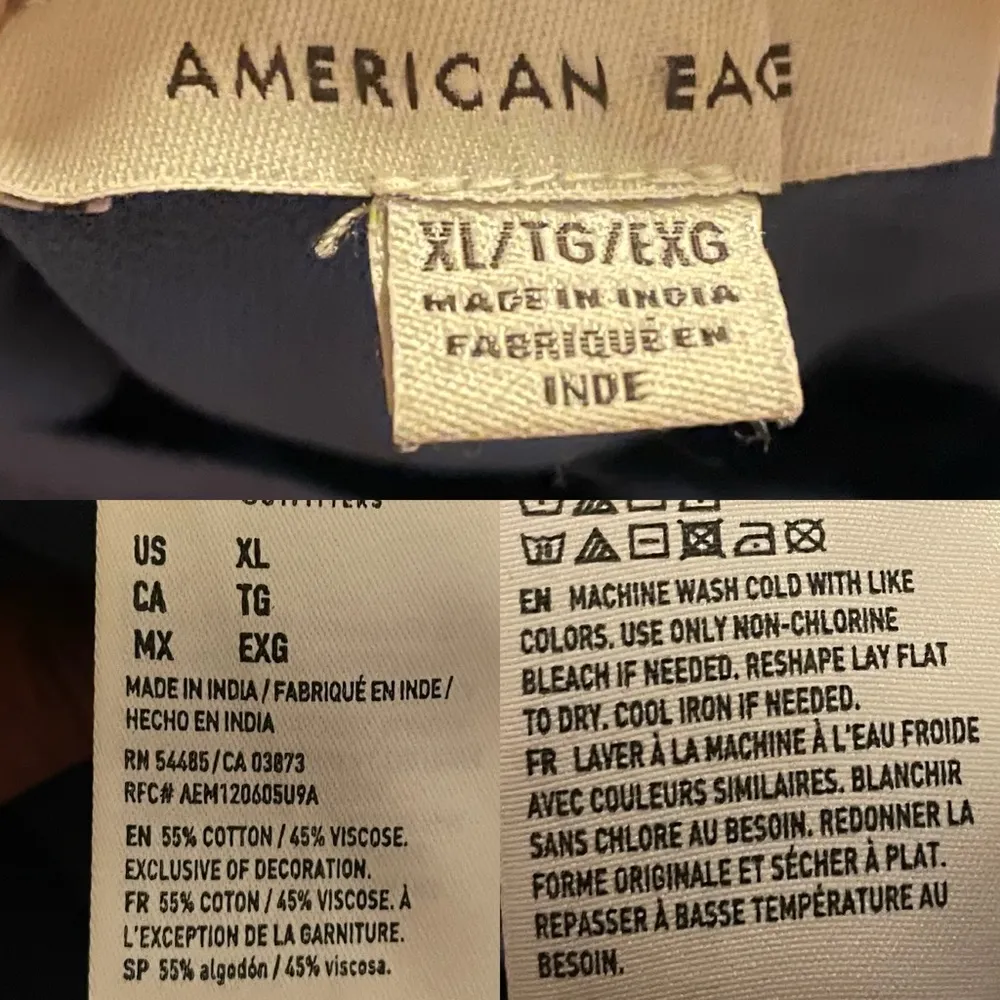 AMERICAN EAG
XL/TG/EXG
MADE IN INDIA
FABRIQUÉ EN
INDE
OUTFITTERS
US XL
CA TG
MX EXG
MADE IN INDIA / FABRIQUÉ EN INDE /
HECHO EN INDIA
RN 54485 / CA 03873
RFC# AEM120605U9A
EN 55% COTTON / 45% VISCOSE.
EXCLUSIVE OF DECORATION.
FR 55% COTON / 45% VISCOSE. À
L'EXCEPTION DE LA GARNITURE.
SP 55% algodón / 45% viscosa.
EN MACHINE WASH COLD WITH LIKE
COLORS. USE ONLY NON-CHLORINE
BLEACH IF NEEDED. RESHAPE LAY FLAT
TO DRY. COOL IRON IF NEEDED.
FR LAVER À LA MACHINE À L'EAU FROIDE
AVEC COULEURS SIMILAIRES. BLANCHIR
SANS CHLORE AU BESOIN. REDONNER LA
FORME ORIGINALE ET SÉCHER À PLAT.
REPASSER À BASSE TEMPÉRATURE AU
BESOIN.